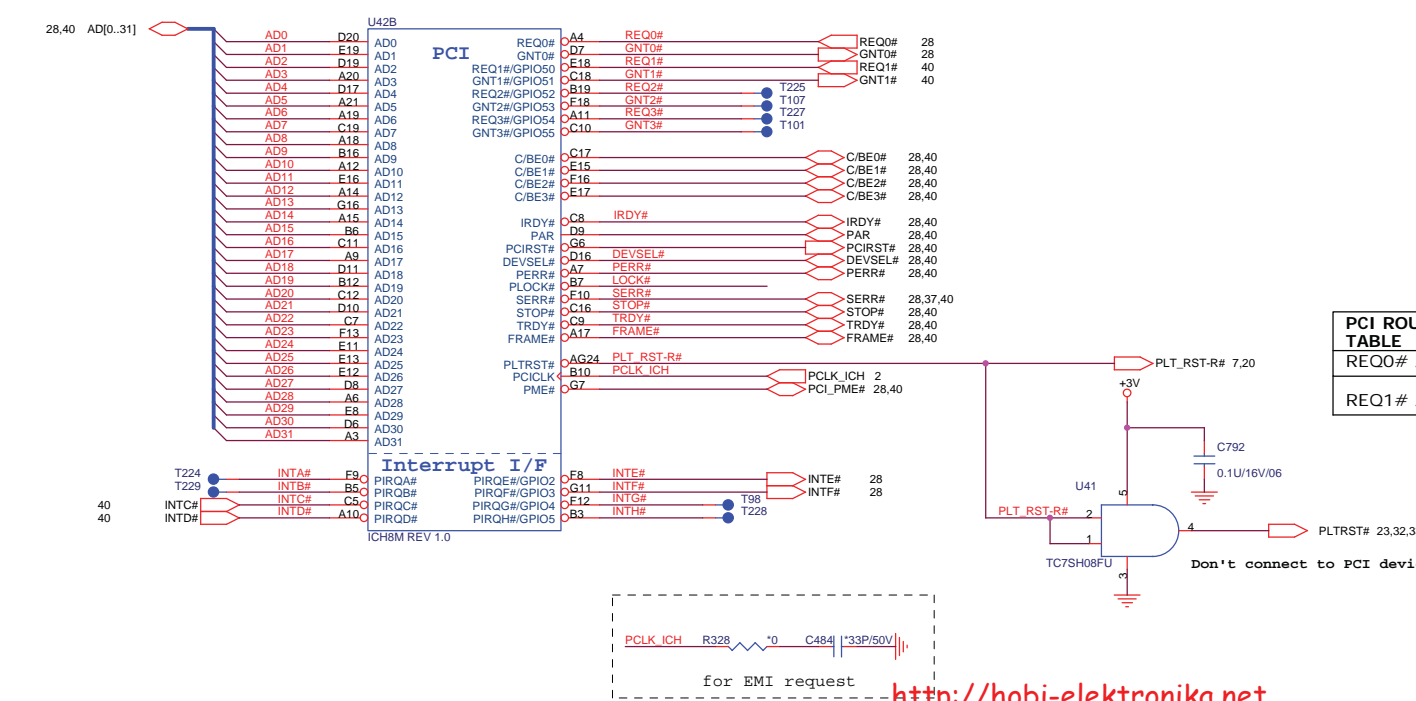 28,40 AD[0..31]
U42B
PCI
AD0 D20 AD0
AD1 E19 AD1
AD2 D19 AD2
AD3 A20 AD3
AD4 D17 AD4
AD5 A21 AD5
AD6 A19 AD6
AD7 C19 AD7
AD8 A18 AD8
AD9 B16 AD9
AD10 A12 AD10
AD11 E16 AD11
AD12 A14 AD12
AD13 G16 AD13
AD14 A15 AD14
AD15 B6 AD15
AD16 C11 AD16
AD17 A9 AD17
AD18 D11 AD18
AD19 B12 AD19
AD20 C12 AD20
AD21 D10 AD21
AD22 C7 AD22
AD23 F13 AD23
AD24 E11 AD24
AD25 E13 AD25
AD26 E12 AD26
AD27 D8 AD27
AD28 A6 AD28
AD29 E8 AD29
AD30 D6 AD30
AD31 A3 AD31
REQ0# A4 REQ0# REQ0# 28
GNT0# D7 GNT0# GNT0# 28
REQ1#/GPIO50 E18 REQ1# REQ1# 40
GNT1#/GPIO51 C18 GNT1# GNT1# 40
REQ2#/GPIO52 B19 REQ2# T225
GNT2#/GPIO53 F18 GNT2# T107
REQ3#/GPIO54 A11 REQ3# T227
GNT3#/GPIO55 C10 GNT3# T101
C/BE0# C17 C/BE0# 28,40
C/BE1# E15 C/BE1# 28,40
C/BE2# F16 C/BE2# 28,40
C/BE3# E17 C/BE3# 28,40
IRDY# C8 IRDY# IRDY# 28,40
PAR D9 PAR 28,40
PCIRST# G6 PCIRST# 28,40
DEVSEL# D16 DEVSEL# DEVSEL# 28,40
PERR# A7 PERR# PERR# 28,40
PLOCK# B7 LOCK#
SERR# F10 SERR# SERR# 28,37,40
STOP# C16 STOP# STOP# 28,40
TRDY# C9 TRDY# TRDY# 28,40
FRAME# A17 FRAME# FRAME# 28,40
PLTRST# AG24 PLT_RST-R# PLT_RST-R# 7,20
PCICLK B10 PCLK_ICH PCLK_ICH 2
PME# G7 PCI_PME# 28,40
Interrupt I/F
T224 INTA# F9 PIRQA#
T229 INTB# B5 PIRQB#
40 INTC# INTC# C5 PIRQC#
40 INTD# INTD# A10 PIRQD#
PIRQE#/GPIO2 F8 INTE# INTE# 28
PIRQF#/GPIO3 G11 INTF# INTF# 28
PIRQG#/GPIO4 F12 INTG# T98
PIRQH#/GPIO5 B3 INTH# T228
ICH8M REV 1.0
PCI ROU
TABLE
REQ0#
REQ1#
+3V
C792
0.1U/16V/06
U41
5
PLT_RST-R# 2
1
4
3
TC7SH08FU
PLTRST# 23,32,3
Don't connect to PCI devi
PCLK_ICH R328 *0 C484 *33P/50V
for EMI request
http://hobi-elektronika.net